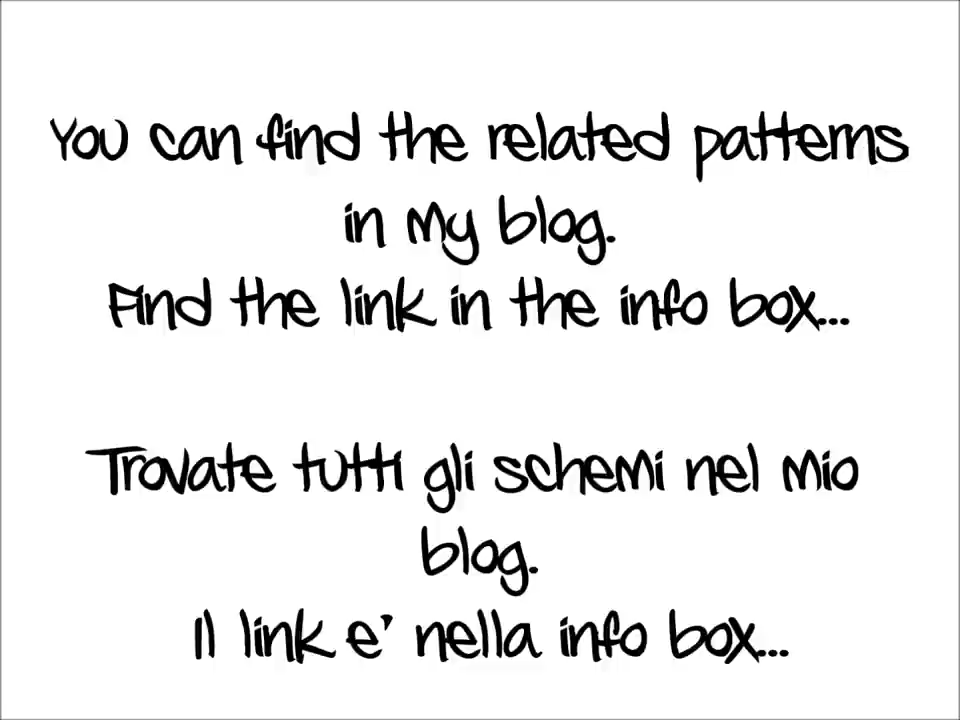 You can find the related patterns
in my blog.
Find the link in the info box...
Trovate tutti gli schemi nel mio
blog.
Il link e' nella info box...